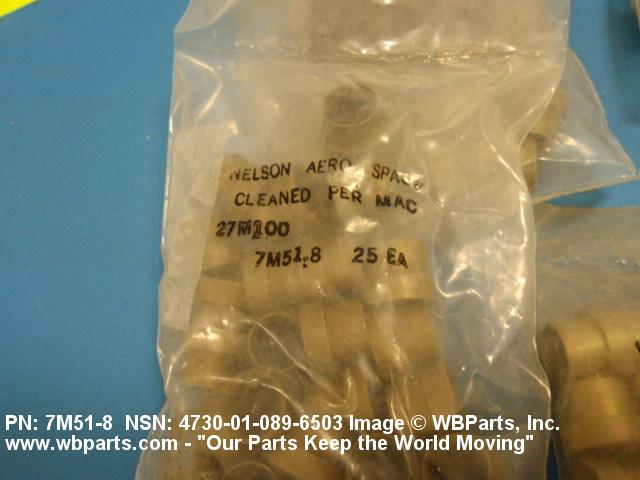 NELSON AERO SPACE
CLEANED PER MAC
27M200
7M51-8 25 EA
PN: 7M51-8 NSN: 4730-01-089-6503 Image © WBParts, Inc.
www.wbparts.com - "Our Parts Keep the World Moving"